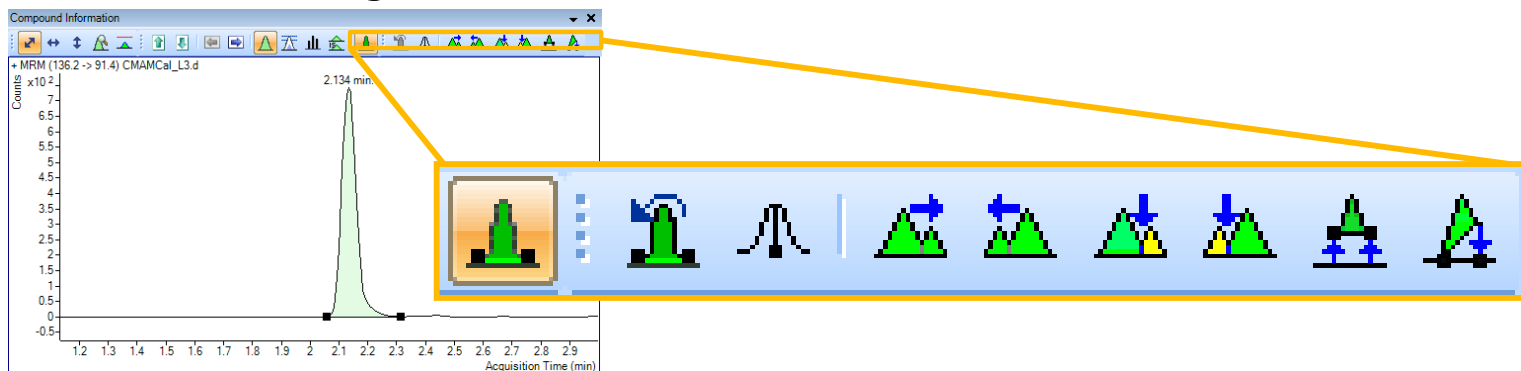 Compound Information
+ MRM (136.2 -> 91.4) CMAMCal_L3.d
Counts
x10 2
2.134 min.
7-
6.5-
6-
5.5-
5-
4.5-
4-
3.5-
3-
2.5-
2-
1.5-
1-
0.5-
0-
-0.5-
1.2 1.3 1.4 1.5 1.6 1.7 1.8 1.9 2 2.1 2.2 2.3 2.4 2.5 2.6 2.7 2.8 2.9
Acquisition Time (min)